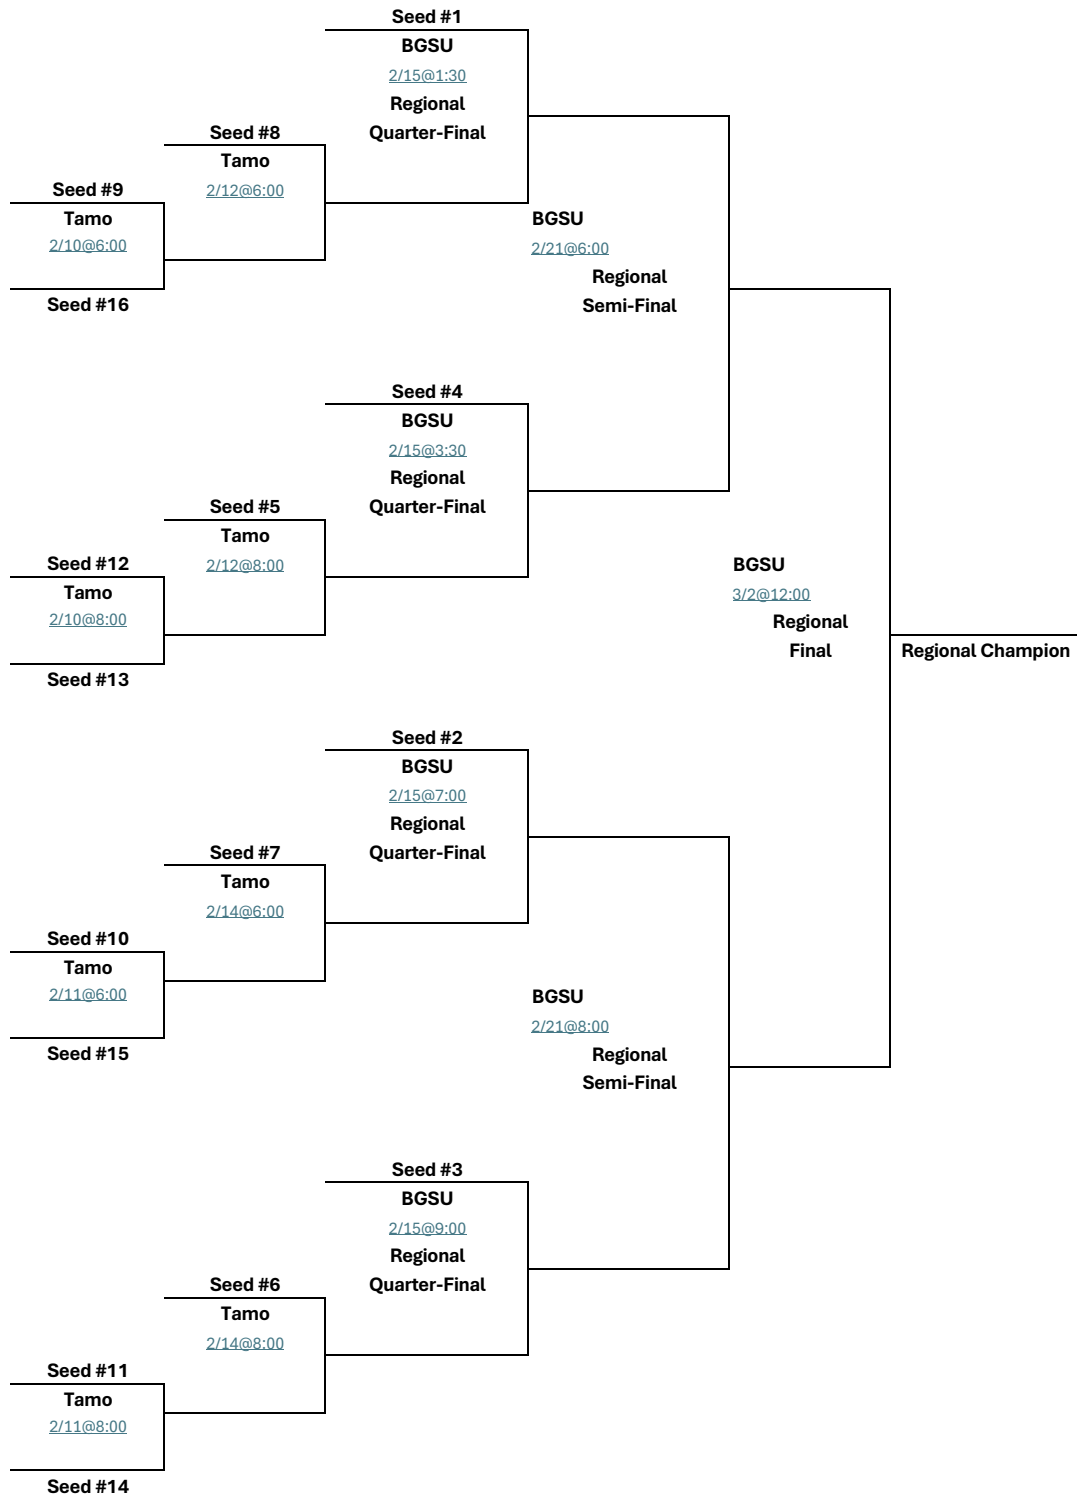 Seed #1
BGSU
2/15@1:30
Regional
Quarter-Final
Seed #8
Tamo
2/12@6:00
Seed #9
Tamo
2/10@6:00
Seed #16
BGSU
2/21@6:00
Regional
Semi-Final
Seed #4
BGSU
2/15@3:30
Regional
Quarter-Final
Seed #5
Tamo
2/12@8:00
Seed #12
Tamo
2/10@8:00
Seed #13
BGSU
3/2@12:00
Regional
Final
Regional Champion
Seed #2
BGSU
2/15@7:00
Regional
Quarter-Final
Seed #7
Tamo
2/14@6:00
Seed #10
Tamo
2/11@6:00
Seed #15
BGSU
2/21@8:00
Regional
Semi-Final
Seed #3
BGSU
2/15@9:00
Regional
Quarter-Final
Seed #6
Tamo
2/14@8:00
Seed #11
Tamo
2/11@8:00
Seed #14